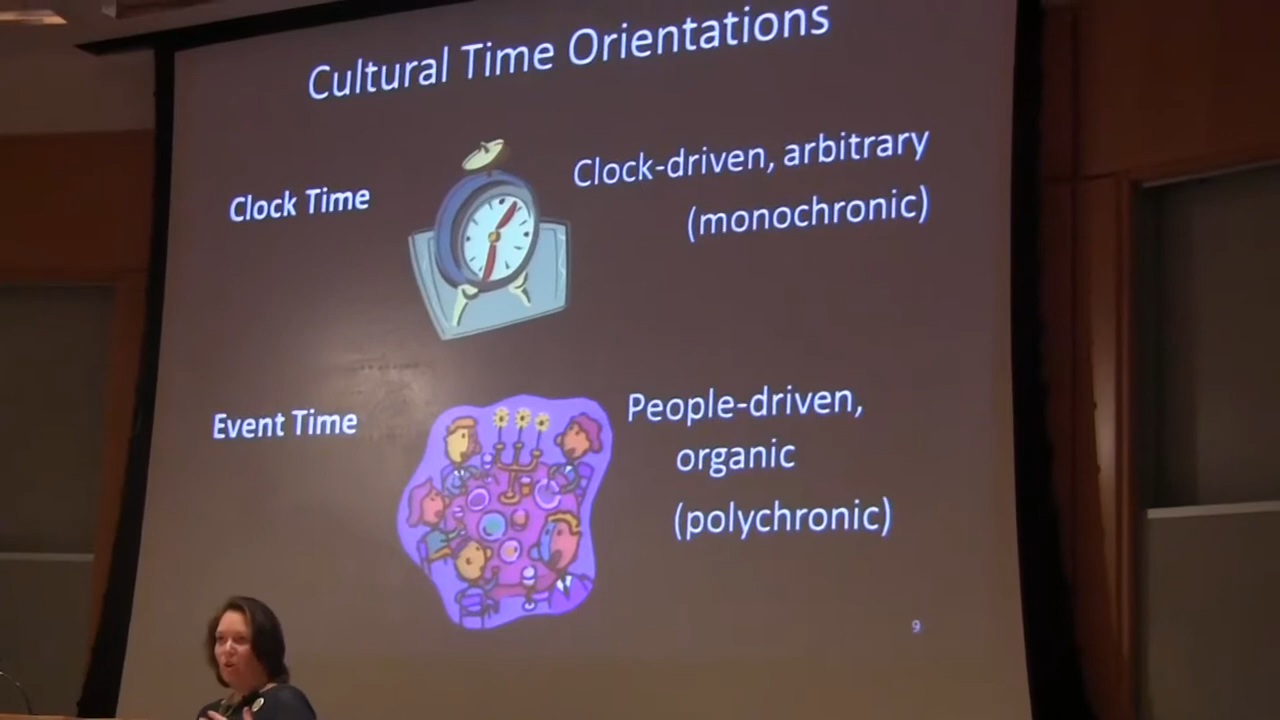 Cultural Time Orientations
Clock Time
Clock-driven, arbitrary
(monochronic)
Event Time
People-driven,
organic
(polychronic)
9